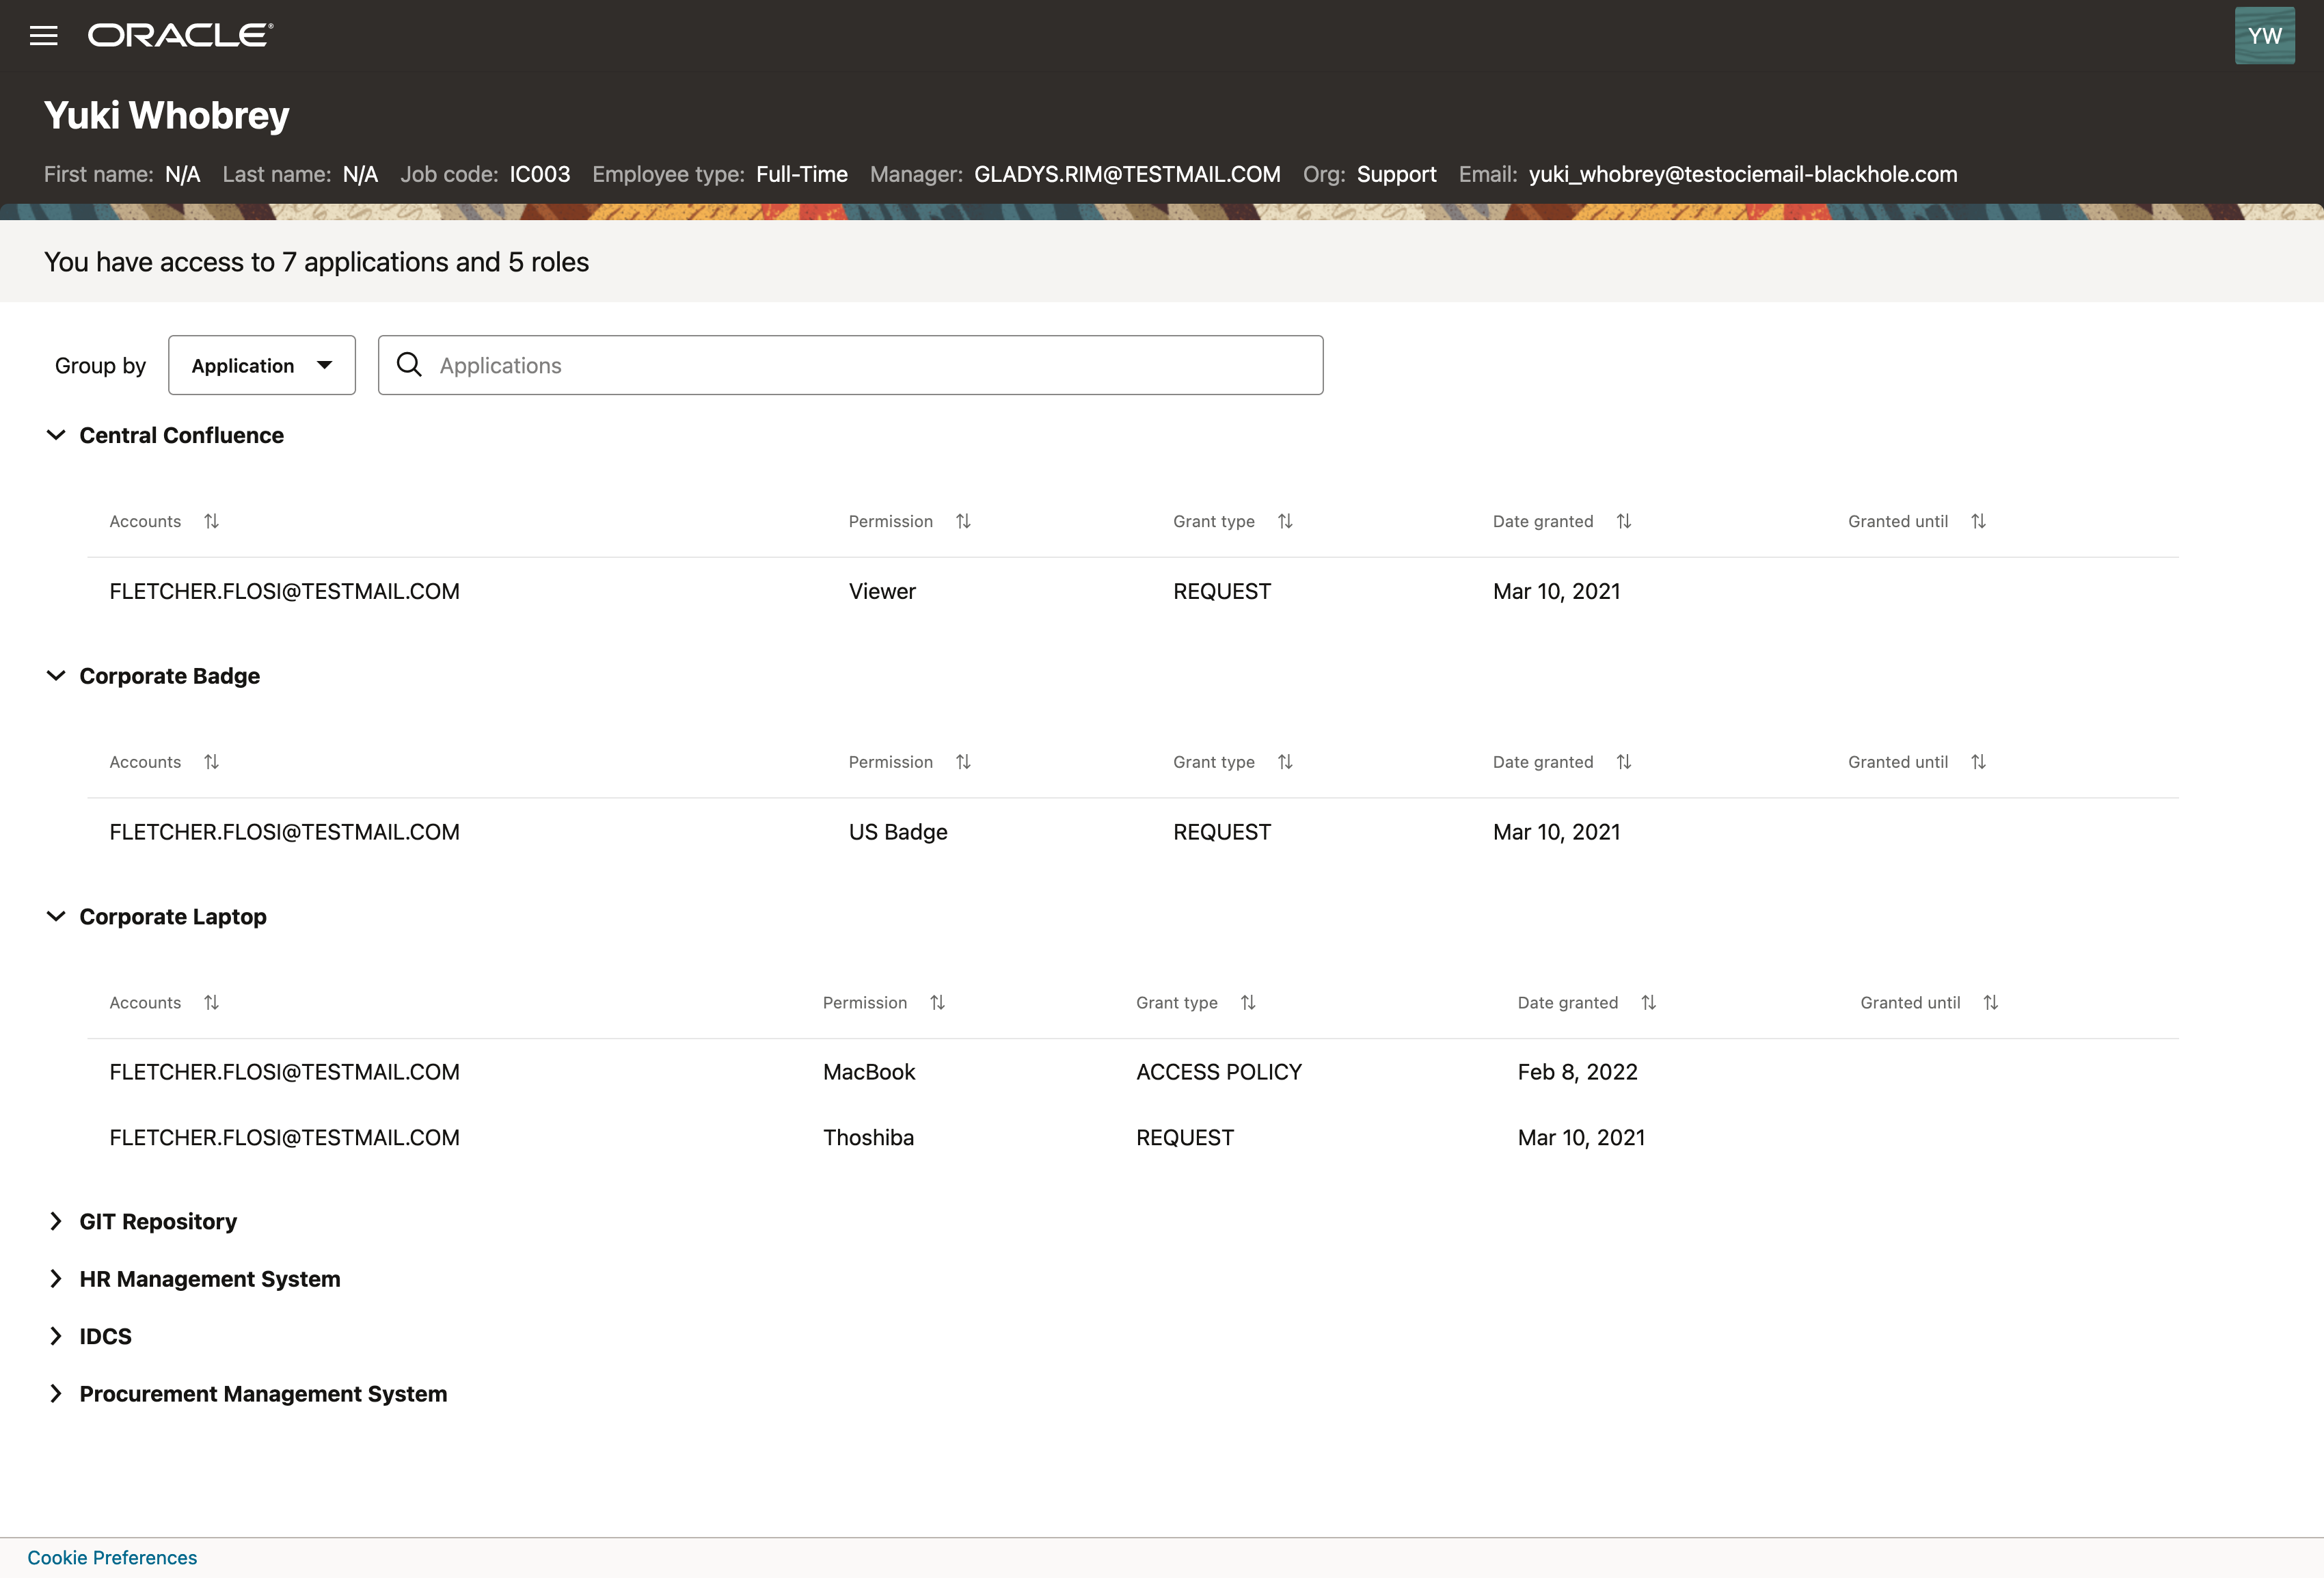 ORACLE
YW
Yuki Whobrey
First name: N/A Last name: N/A Job code: IC003 Employee type: Full-Time Manager: GLADYS.RIM@TESTMAIL.COM Org: Support Email: yuki_whobrey@testociemail-blackhole.com
You have access to 7 applications and 5 roles
Group by Application Applications
Central Confluence
Accounts Permission Grant type Date granted Granted until
FLETCHER.FLOSI@TESTMAIL.COM Viewer REQUEST Mar 10, 2021
Corporate Badge
Accounts Permission Grant type Date granted Granted until
FLETCHER.FLOSI@TESTMAIL.COM US Badge REQUEST Mar 10, 2021
Corporate Laptop
Accounts Permission Grant type Date granted Granted until
FLETCHER.FLOSI@TESTMAIL.COM MacBook ACCESS POLICY Feb 8, 2022
FLETCHER.FLOSI@TESTMAIL.COM Thoshiba REQUEST Mar 10, 2021
GIT Repository
HR Management System
IDCS
Procurement Management System
Cookie Preferences